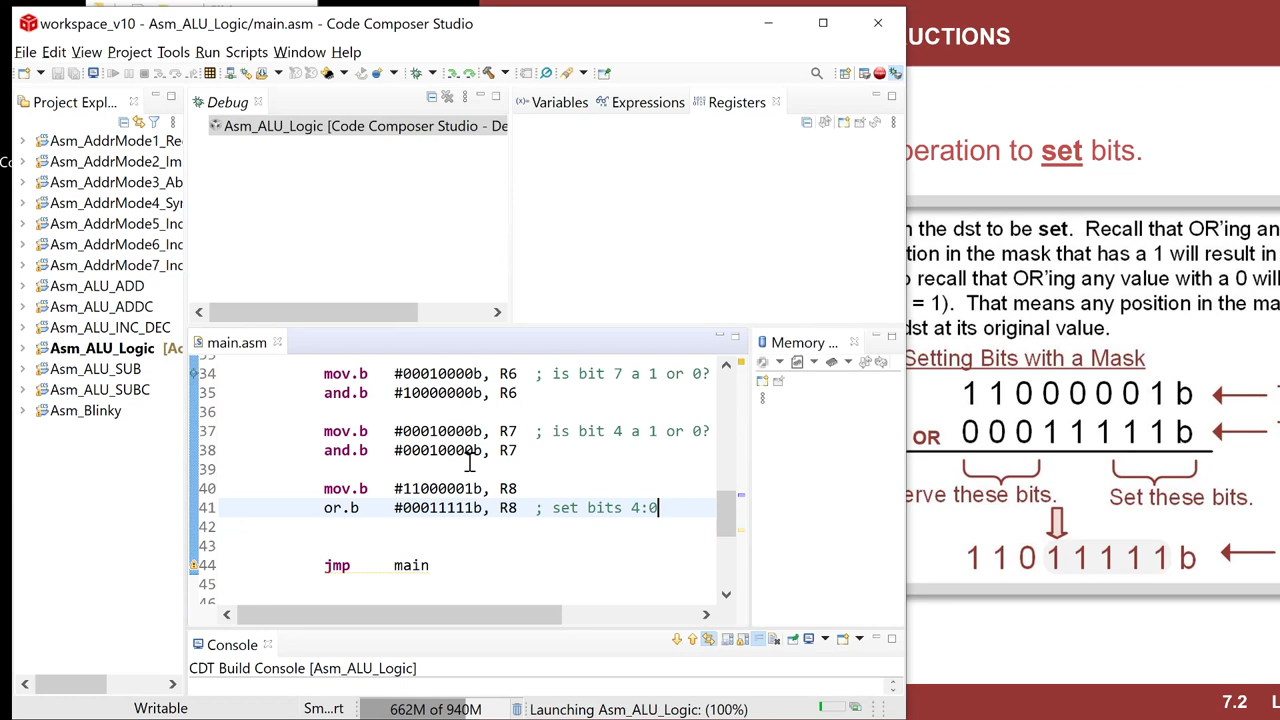 workspace_v10 - Asm_ALU_Logic/main.asm - Code Composer Studio
File Edit View Project Tools Run Scripts Window Help
Project Expl...
Debug
Variables Expressions Registers
Asm_ALU_Logic [Code Composer Studio - De
Asm_AddrMode1_Re
Asm_AddrMode2_Im
Asm_AddrMode3_Ab
Asm_AddrMode4_Syr
Asm_AddrMode5_Inc
Asm_AddrMode6_Inc
Asm_AddrMode7_Inc
Asm_ALU_ADD
Asm_ALU_ADDC
Asm_ALU_INC_DEC
Asm_ALU_Logic [Ac
Asm_ALU_SUB
Asm_ALU_SUBC
Asm_Blinky
main.asm
Memory ...
34 mov.b #00010000b, R6 ; is bit 7 a 1 or 0?
35 and.b #10000000b, R6
36
37 mov.b #00010000b, R7 ; is bit 4 a 1 or 0?
38 and.b #00010000b, R7
39
40 mov.b #11000001b, R8
41 or.b #00011111b, R8 ; set bits 4:0
42
43
44 jmp main
45
Console
CDT Build Console [Asm_ALU_Logic]
Writable Sm...rt 662M of 940M Launching Asm_ALU_Logic: (100%)
UCTIONS
peration to set bits.
n the dst to be set. Recall that OR'ing an
tion in the mask that has a 1 will result in
o recall that OR'ing any value with a 0 will
= 1). That means any position in the ma
dst at its original value.
Setting Bits with a Mask
1 1 0 0 0 0 0 1 b
OR 0 0 0 1 1 1 1 1 b
erve these bits. Set these bits.
1 1 0 1 1 1 1 1 b
7.2 L